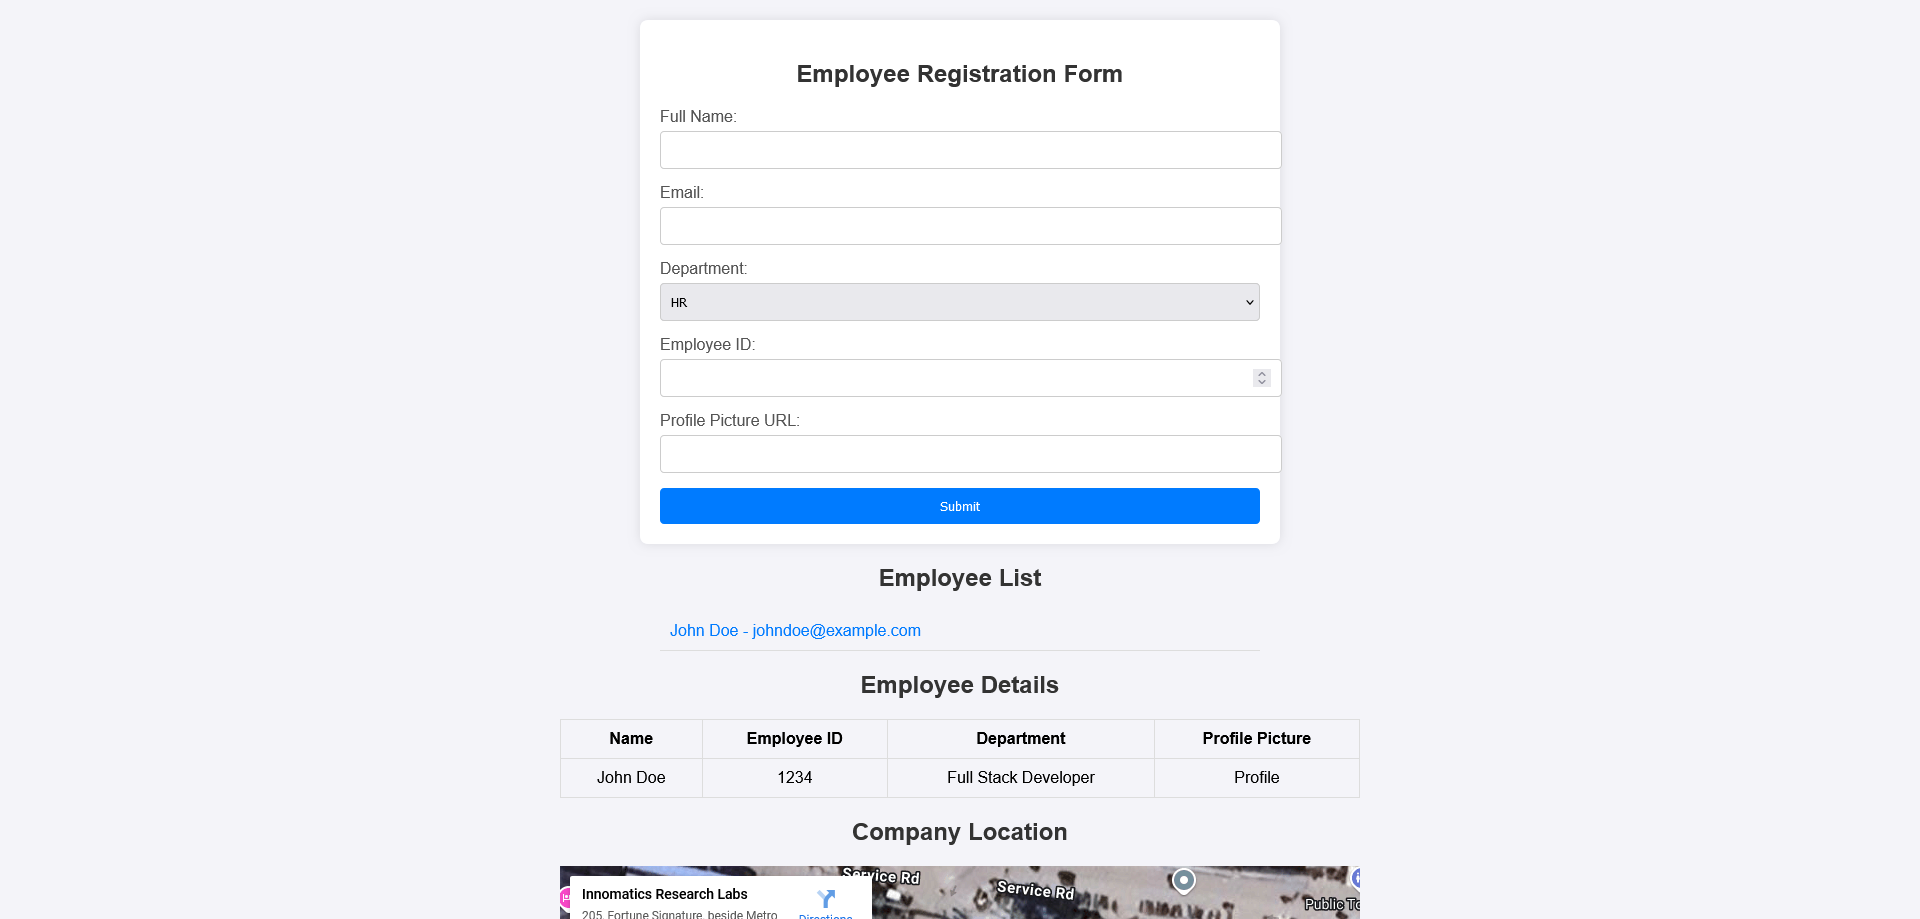 Employee Registration Form
Full Name:
Email:
Department:
HR
Employee ID:
Profile Picture URL:
Submit
Employee List
John Doe - johndoe@example.com
Employee Details
Name Employee ID Department Profile Picture
John Doe 1234 Full Stack Developer Profile
Company Location
Service Rd
Service Rd
Innomatics Research Labs
205, Fortune Signature, beside Metro
Directions
Public To